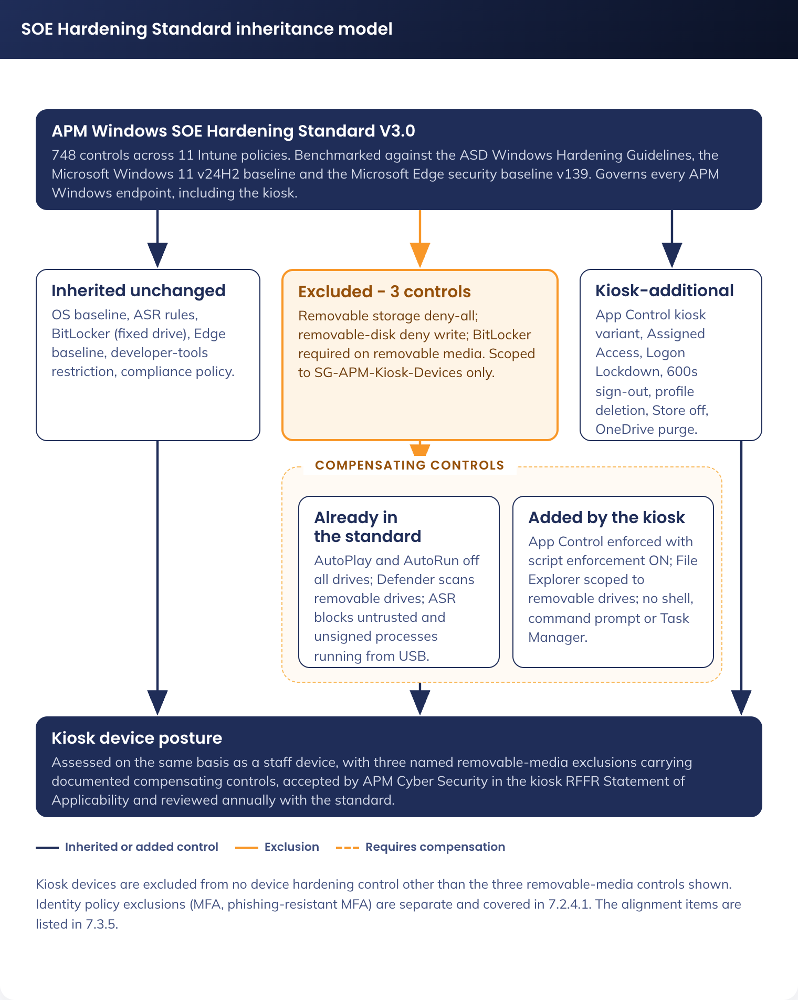 SOE Hardening Standard inheritance model
APM Windows SOE Hardening Standard V3.0
748 controls across 11 Intune policies. Benchmarked against the ASD Windows Hardening Guidelines, the
Microsoft Windows 11 v24H2 baseline and the Microsoft Edge security baseline v139. Governs every APM
Windows endpoint, including the kiosk.
Inherited unchanged
OS baseline, ASR rules,
BitLocker (fixed drive), Edge
baseline, developer-tools
restriction, compliance policy.
Excluded - 3 controls
Removable storage deny-all;
removable-disk deny write; BitLocker
required on removable media. Scoped
to SG-APM-Kiosk-Devices only.
Kiosk-additional
App Control kiosk
variant, Assigned
Access, Logon
Lockdown, 600s
sign-out, profile
deletion, Store off,
OneDrive purge.
COMPENSATING CONTROLS
Already in
the standard
AutoPlay and AutoRun off
all drives; Defender scans
removable drives; ASR
blocks untrusted and
unsigned processes
running from USB.
Added by the kiosk
App Control enforced with
script enforcement ON; File
Explorer scoped to
removable drives; no shell,
command prompt or Task
Manager.
Kiosk device posture
Assessed on the same basis as a staff device, with three named removable-media exclusions carrying
documented compensating controls, accepted by APM Cyber Security in the kiosk RFFR Statement of
Applicability and reviewed annually with the standard.
Inherited or added control
Exclusion
Requires compensation
Kiosk devices are excluded from no device hardening control other than the three removable-media controls shown.
Identity policy exclusions (MFA, phishing-resistant MFA) are separate and covered in 7.2.4.1. The alignment items are
listed in 7.3.5.